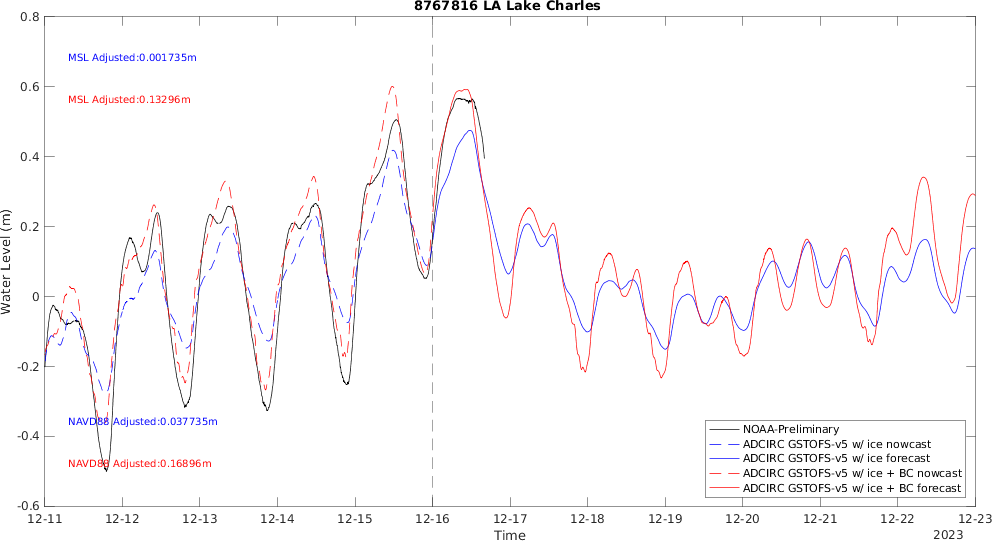 8767816 LA Lake Charles
0.8
MSL Adjusted:0.001735m
0.6
MSL Adjusted:0.13296m
0.4
0.2
Water Level (m)
0
-0.2
NAVD88 Adjusted:0.037735m
-0.4
NAVD88 Adjusted:0.16896m
-0.6
NOAA-Preliminary
ADCIRC GSTOFS-v5 w/ ice nowcast
ADCIRC GSTOFS-v5 w/ ice forecast
ADCIRC GSTOFS-v5 w/ ice + BC nowcast
ADCIRC GSTOFS-v5 w/ ice + BC forecast
12-11 12-12 12-13 12-14 12-15 12-16 12-17 12-18 12-19 12-20 12-21 12-22 12-23
Time
2023